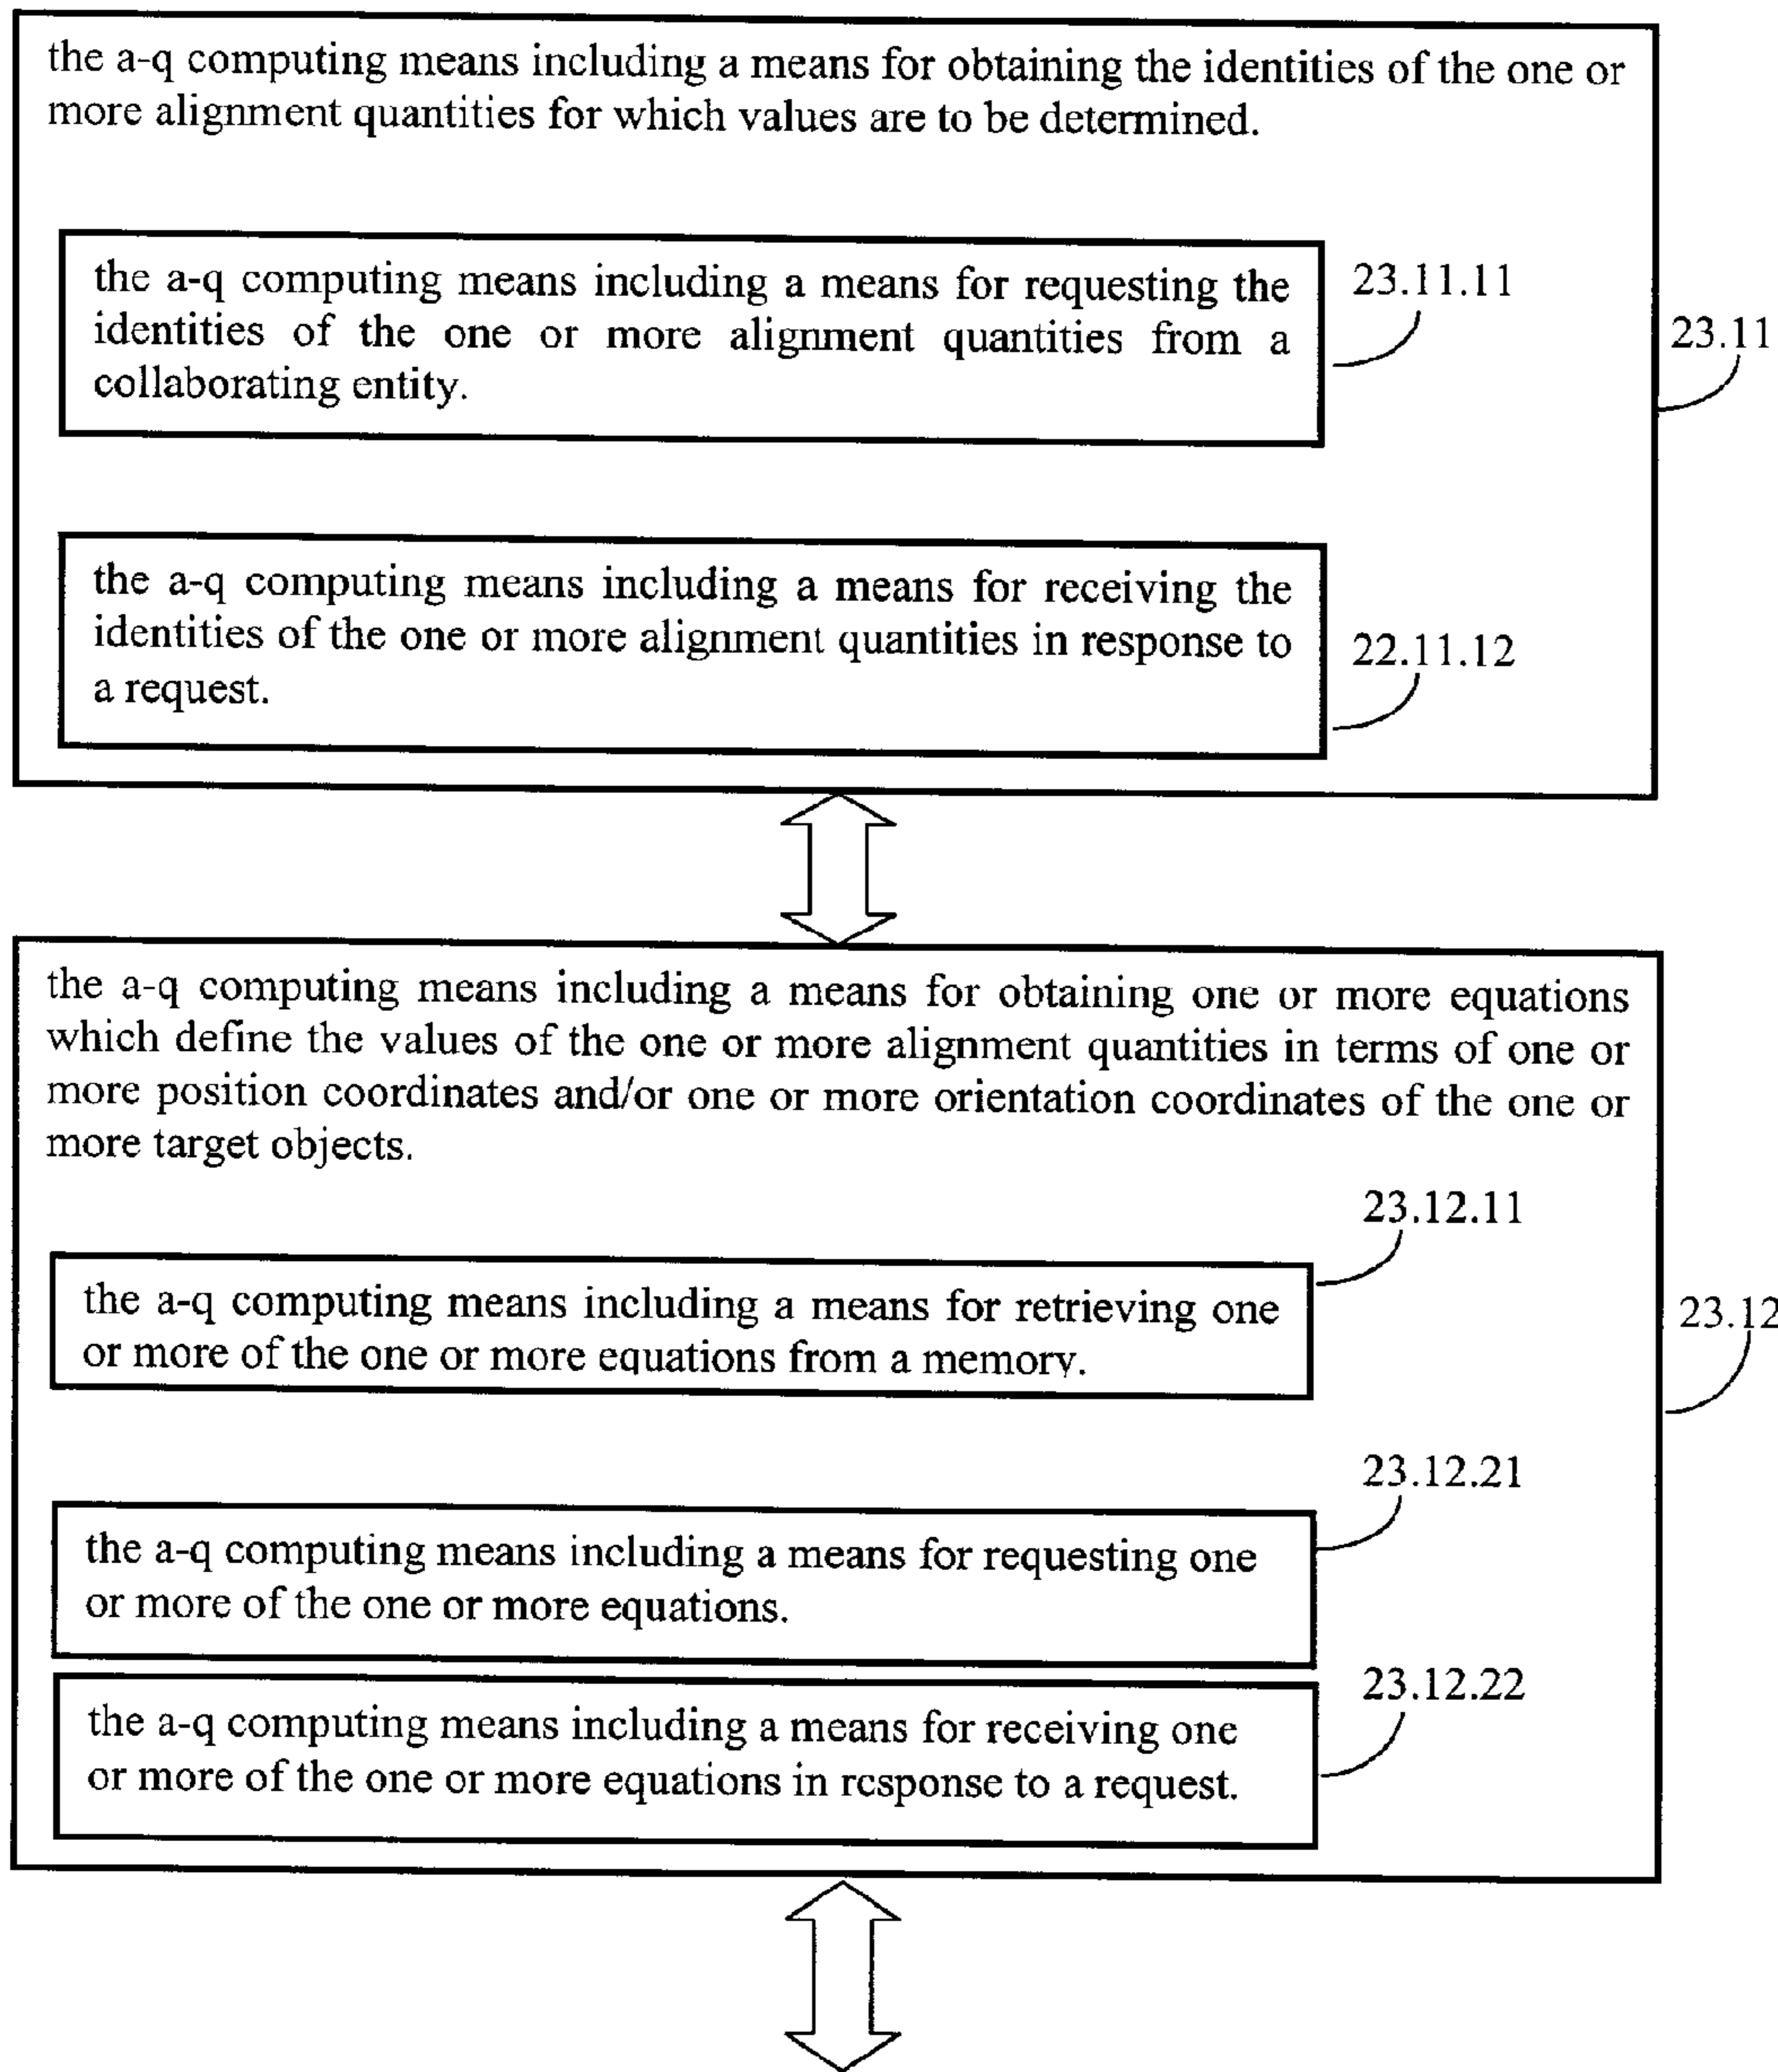 the a-q computing means including a means for obtaining the identities of the one or
more alignment quantities for which values are to be determined.
the a-q computing means including a means for requesting the
identities of the one or more alignment quantities from a
collaborating entity.
23.11.11
23.11
the a-q computing means including a means for receiving the
identities of the one or more alignment quantities in response to
a request.
22.11.12
the a-q computing means including a means for obtaining one or more equations
which define the values of the one or more alignment quantities in terms of one or
more position coordinates and/or one or more orientation coordinates of the one or
more target objects.
23.12.11
the a-q computing means including a means for retrieving one
or more of the one or more equations from a memory.
23.12
23.12.21
the a-q computing means including a means for requesting one
or more of the one or more equations.
23.12.22
the a-q computing means including a means for receiving one
or more of the one or more equations in response to a request.